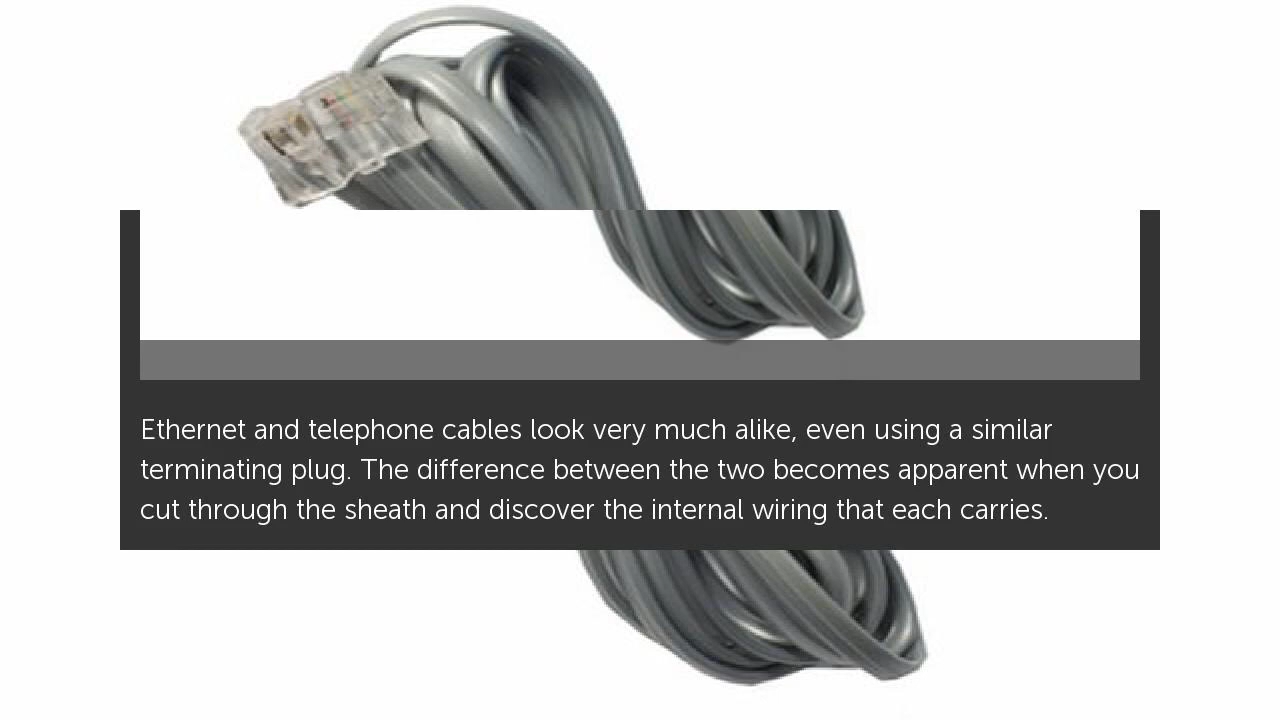 Ethernet and telephone cables look very much alike, even using a similar
terminating plug. The difference between the two becomes apparent when you
cut through the sheath and discover the internal wiring that each carries.